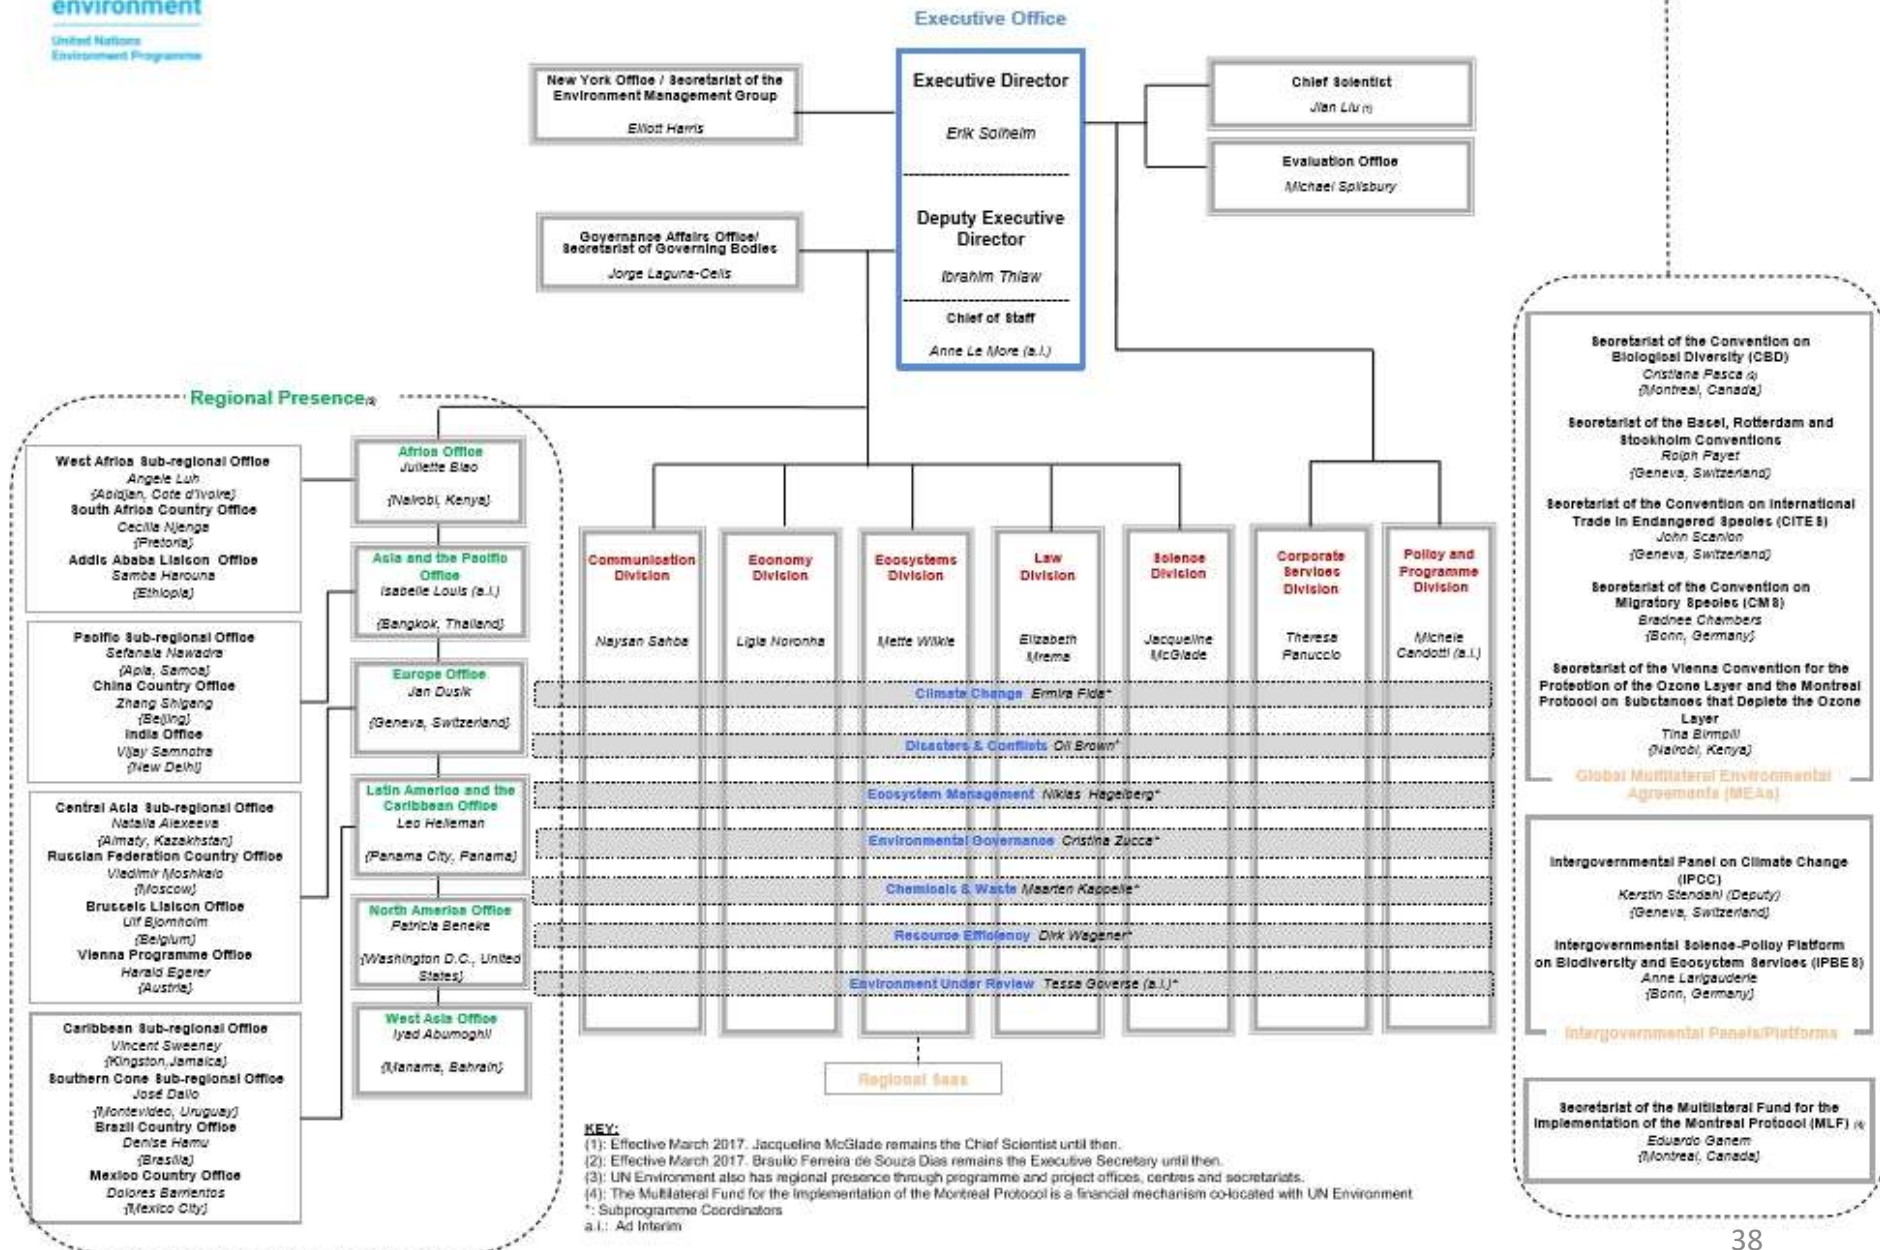 environment
United Nations
Environment Programme
Executive Office
New York Office / Secretariat of the
Environment Management Group
Elliott Harris
Executive Director
Erik Solheim
Deputy Executive
Director
Ibrahim Thiaw
Chief of Staff
Anne Le More (a.i.)
Chief Scientist
Jian Liu (1)
Evaluation Office
Michael Spilsbury
Governance Affairs Office/
Secretariat of Governing Bodies
Jorge Laguna-Celis
Regional Presence(3)
West Africa Sub-regional Office
Angele Luh
{Abidjan, Cote d'Ivoire}
South Africa Country Office
Cecilia Njenga
{Pretoria}
Addis Ababa Liaison Office
Samba Harouna
{Ethiopia}
Pacific Sub-regional Office
Sefanaia Nawadra
{Apia, Samoa}
China Country Office
Zhang Shigang
{Beijing}
India Office
Vijay Samnotra
{New Delhi}
Central Asia Sub-regional Office
Natalia Alexeeva
{Almaty, Kazakhstan}
Russian Federation Country Office
Vladimir Moshkalo
{Moscow}
Brussels Liaison Office
Ulf Bjornholm
{Belgium}
Vienna Programme Office
Harald Egerer
{Austria}
Caribbean Sub-regional Office
Vincent Sweeney
{Kingston,Jamaica}
Southern Cone Sub-regional Office
José Dallo
{Montevideo, Uruguay}
Brazil Country Office
Denise Hamu
{Brasilia}
Mexico Country Office
Dolores Barrientos
{Mexico City}
Africa Office
Juliette Biao
{Nairobi, Kenya}
Asia and the Pacific
Office
Isabelle Louis (a.i.)
{Bangkok, Thailand}
Europe Office
Jan Dusik
{Geneva, Switzerland}
Latin America and the
Caribbean Office
Leo Heileman
{Panama City, Panama}
North America Office
Patricia Beneke
{Washington D.C., United
States}
West Asia Office
Iyad Abumoghli
{Manama, Bahrain}
Communication
Division
Naysan Sahba
Economy
Division
Ligia Noronha
Ecosystems
Division
Mette Wilkie
Law
Division
Elizabeth
Mrema
Science
Division
Jacqueline
McGlade
Corporate
Services
Division
Theresa
Panuccio
Policy and
Programme
Division
Michele
Candotti (a.i.)
Climate Change Ermira Fida*
Disasters & Conflicts Oli Brown*
Ecosystem Management Niklas Hagelberg*
Environmental Governance Cristina Zucca*
Chemicals & Waste Maarten Kappelle*
Resource Efficiency Dirk Wagener*
Environment Under Review Tessa Goverse (a.i.)*
Regional Seas
Secretariat of the Convention on
Biological Diversity (CBD)
Cristiana Pasca (2)
{Montreal, Canada}
Secretariat of the Basel, Rotterdam and
Stockholm Conventions
Rolph Payet
{Geneva, Switzerland}
Secretariat of the Convention on International
Trade in Endangered Species (CITES)
John Scanlon
{Geneva, Switzerland}
Secretariat of the Convention on
Migratory Species (CMS)
Bradnee Chambers
{Bonn, Germany}
Secretariat of the Vienna Convention for the
Protection of the Ozone Layer and the Montreal
Protocol on Substances that Deplete the Ozone
Layer
Tina Birmpili
{Nairobi, Kenya}
Global Multilateral Environmental
Agreements (MEAs)
Intergovernmental Panel on Climate Change
(IPCC)
Kerstin Stendahl (Deputy)
{Geneva, Switzerland}
Intergovernmental Science-Policy Platform
on Biodiversity and Ecosystem Services (IPBES)
Anne Larigauderie
{Bonn, Germany}
Intergovernmental Panels/Platforms
Secretariat of the Multilateral Fund for the
Implementation of the Montreal Protocol (MLF) (4)
Eduardo Ganem
{Montreal, Canada}
KEY:
(1): Effective March 2017. Jacqueline McGlade remains the Chief Scientist until then.
(2): Effective March 2017. Braulio Ferreira de Souza Dias remains the Executive Secretary until then.
(3): UN Environment also has regional presence through programme and project offices, centres and secretariats.
(4): The Multilateral Fund for the Implementation of the Montreal Protocol is a financial mechanism co-located with UN Environment
*: Subprogramme Coordinators
a.i.: Ad Interim
38